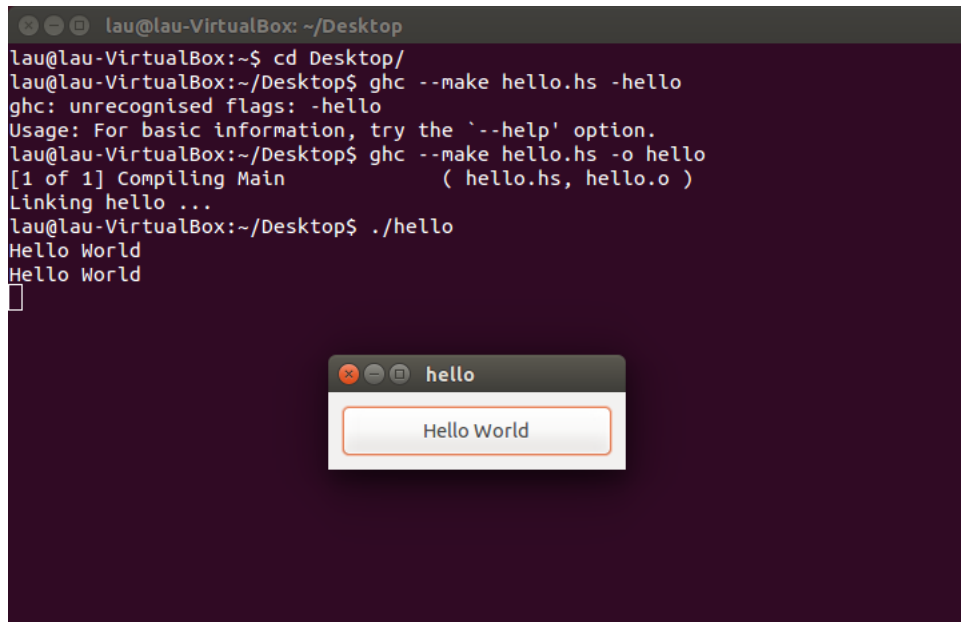 lau@lau-VirtualBox: ~/Desktop
lau@lau-VirtualBox:~$ cd Desktop/
lau@lau-VirtualBox:~/Desktop$ ghc --make hello.hs -hello
ghc: unrecognised flags: -hello
Usage: For basic information, try the `--help' option.
lau@lau-VirtualBox:~/Desktop$ ghc --make hello.hs -o hello
[1 of 1] Compiling Main             ( hello.hs, hello.o )
Linking hello ...
lau@lau-VirtualBox:~/Desktop$ ./hello
Hello World
Hello World
hello
Hello World